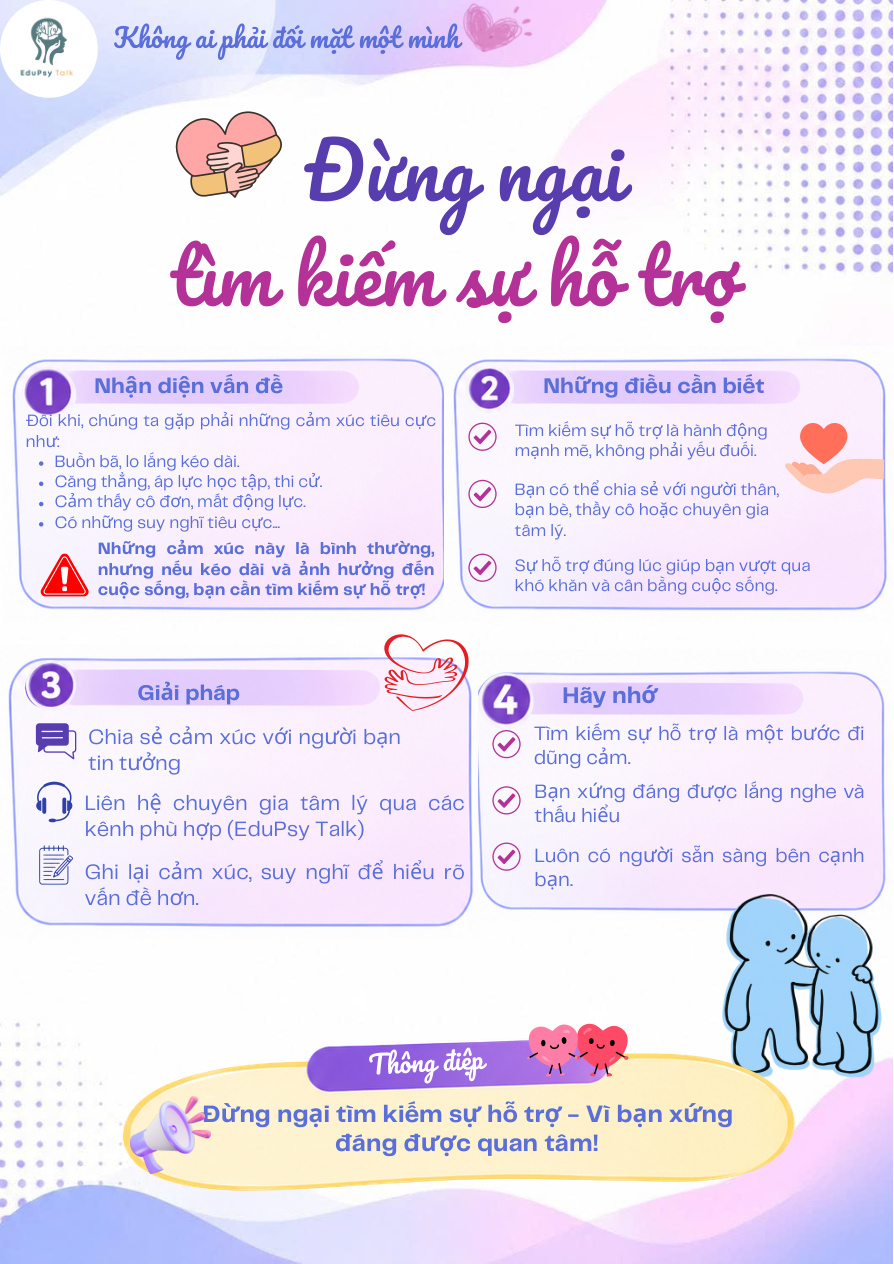 EduPsy Talk
Không ai phải đối mặt một mình
Đừng ngại
tìm kiếm sự hỗ trợ
1
Nhận diện vấn đề
Đôi khi, chúng ta gặp phải những cảm xúc tiêu cực
như:
• Buồn bã, lo lắng kéo dài.
• Căng thẳng, áp lực học tập, thi cử.
• Cảm thấy cô đơn, mất động lực.
• Có những suy nghĩ tiêu cực...
Những cảm xúc này là bình thường,
nhưng nếu kéo dài và ảnh hưởng đến
cuộc sống, bạn cần tìm kiếm sự hỗ trợ!
2
Những điều cần biết
Tìm kiếm sự hỗ trợ là hành động
mạnh mẽ, không phải yếu đuối.
Bạn có thể chia sẻ với người thân,
bạn bè, thầy cô hoặc chuyên gia
tâm lý.
Sự hỗ trợ đúng lúc giúp bạn vượt qua
khó khăn và cân bằng cuộc sống.
3
Giải pháp
Chia sẻ cảm xúc với người bạn
tin tưởng
Liên hệ chuyên gia tâm lý qua các
kênh phù hợp (EduPsy Talk)
Ghi lại cảm xúc, suy nghĩ để hiểu rõ
vấn đề hơn.
4
Hãy nhớ
Tìm kiếm sự hỗ trợ là một bước đi
dũng cảm.
Bạn xứng đáng được lắng nghe và
thấu hiểu
Luôn có người sẵn sàng bên cạnh
bạn.
Thông điệp
Đừng ngại tìm kiếm sự hỗ trợ – Vì bạn xứng
đáng được quan tâm!